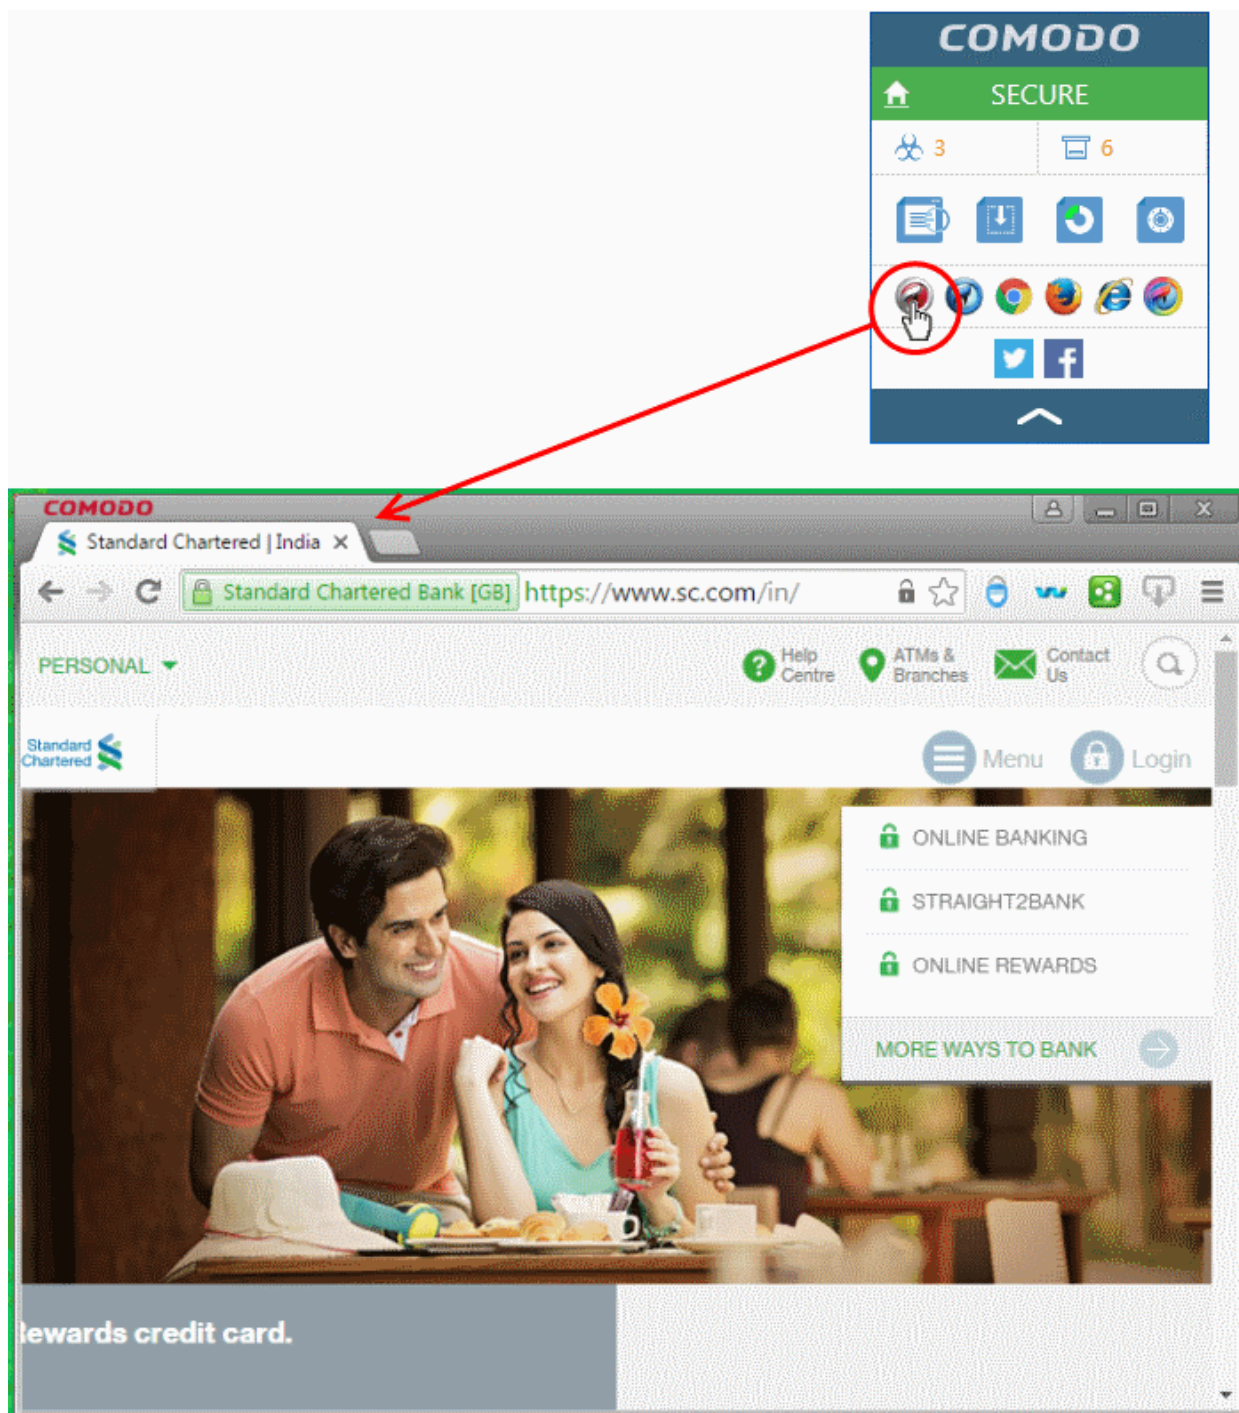 COMODO
SECURE
3
6
COMODO
Standard Chartered | India
Standard Chartered Bank [GB]
https://www.sc.com/in/
PERSONAL
Help
Centre
ATMs &
Branches
Contact
Us
Standard
Chartered
Menu
Login
ONLINE BANKING
STRAIGHT2BANK
ONLINE REWARDS
MORE WAYS TO BANK
ewards credit card.